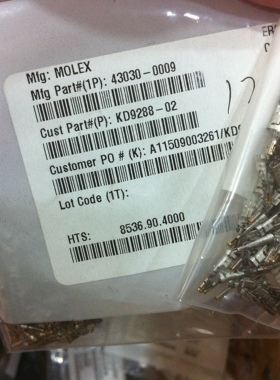 Mfg: MOLEX
Mfg Part#(1P): 43030-0009
Cust Part#(P): KD9288-02
Customer PO # (K): A11509003261/KD9
Lot Code (1T):
HTS: 8536.90.4000